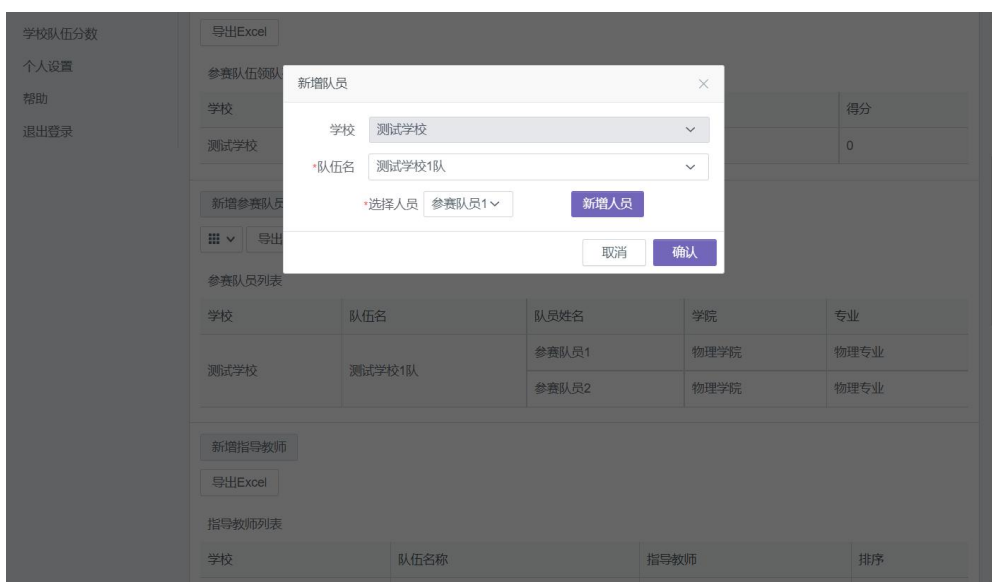 学校队伍分数
个人设置
帮助
退出登录
导出Excel
参赛队伍领队
学校
得分
测试学校
0
新增参赛队员
导出
参赛队员列表
学校 队伍名 队员姓名 学院 专业
测试学校 测试学校1队 参赛队员1 物理学院 物理专业
参赛队员2 物理学院 物理专业
新增指导教师
导出Excel
指导教师列表
学校 队伍名称 指导教师 排序
新增队员
学校 测试学校
*队伍名 测试学校1队
*选择人员 参赛队员1 新增人员
取消 确认